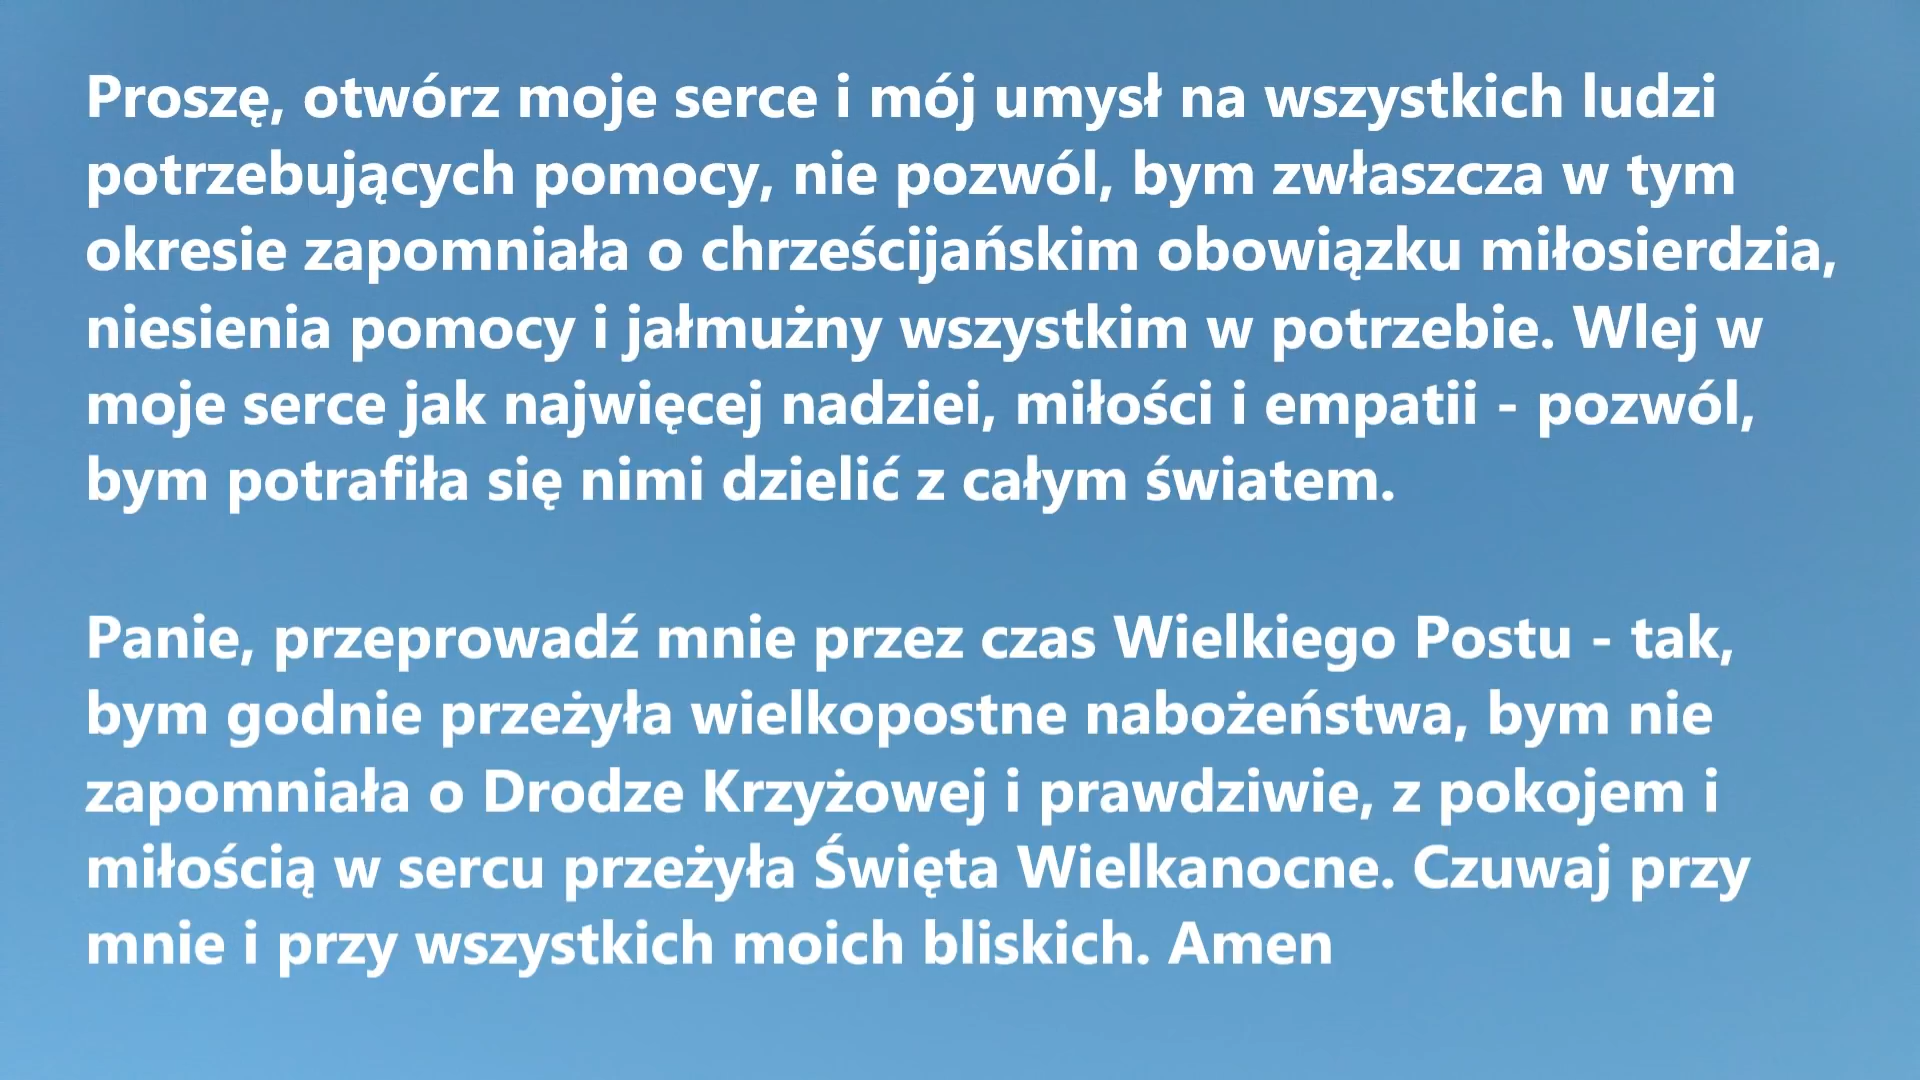 Proszę, otwórz moje serce i mój umysł na wszystkich ludzi
potrzebujących pomocy, nie pozwól, bym zwłaszcza w tym
okresie zapomniała o chrześcijańskim obowiązku miłosierdzia,
niesienia pomocy i jałmużny wszystkim w potrzebie. Wlej w
moje serce jak najwięcej nadziei, miłości i empatii - pozwól,
bym potrafiła się nimi dzielić z całym światem.
Panie, przeprowadź mnie przez czas Wielkiego Postu - tak,
bym godnie przeżyła wielkopostne nabożeństwa, bym nie
zapomniała o Drodze Krzyżowej i prawdziwie, z pokojem i
miłością w sercu przeżyła Święta Wielkanocne. Czuwaj przy
mnie i przy wszystkich moich bliskich. Amen